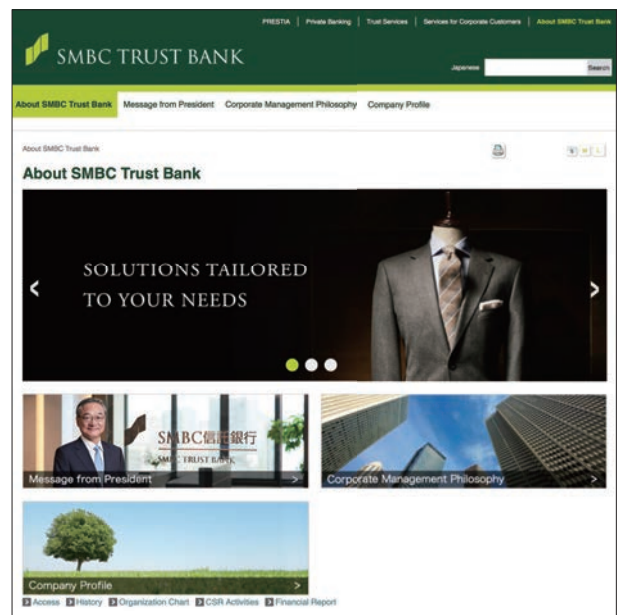 PRESTIA | Private Banking | Trust Services | Services for Corporate Customers | About SMBC Trust Bank
SMBC TRUST BANK
Japanese Search
About SMBC Trust Bank Message from President Corporate Management Philosophy Company Profile
About SMBC Trust Bank
S M L
About SMBC Trust Bank
SOLUTIONS TAILORED
TO YOUR NEEDS
SMBC信託銀行
SMBC TRUST BANK
Message from President >
Corporate Management Philosophy >
Company Profile >
Access History Organization Chart CSR Activities Financial Report